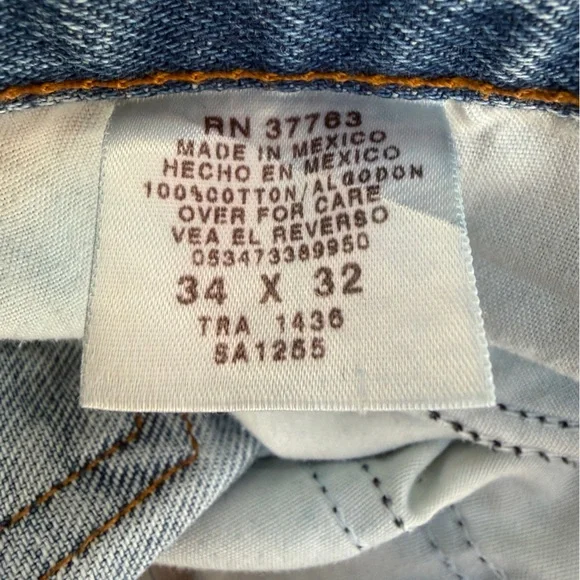 RN 37763
MADE IN MEXICO
HECHO EN MEXICO
100%COTTON/ALGODON
OVER FOR CARE
VEA EL REVERSO
053473389950
34 X 32
TRA 1436
SA1265